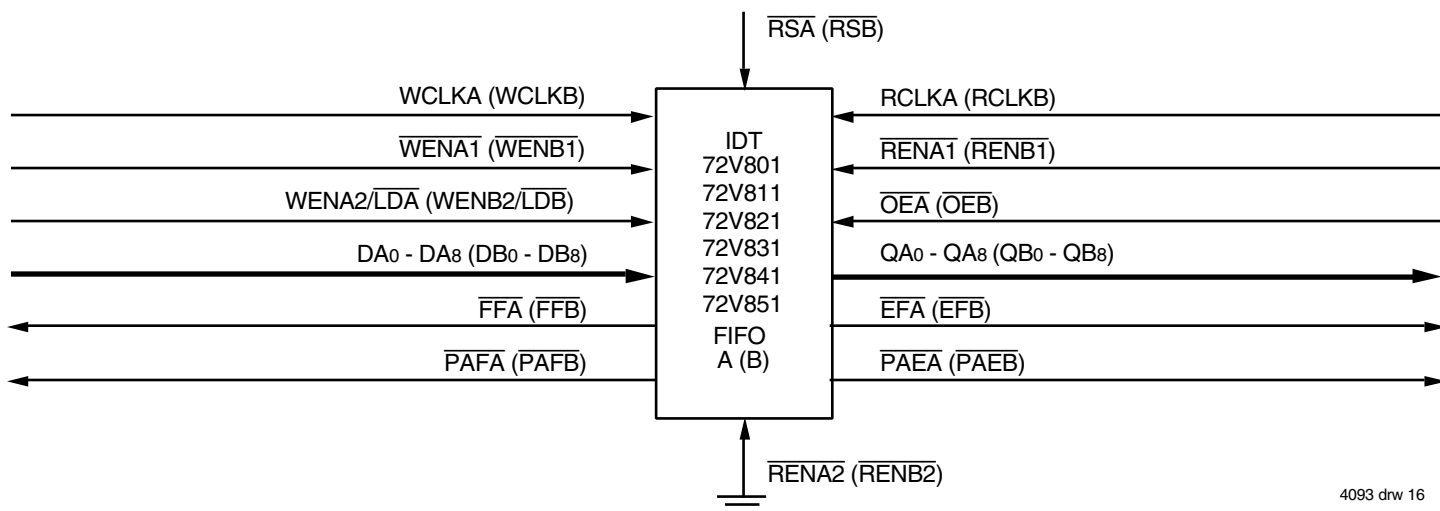 RSA (RSB)
WCLKA (WCLKB)
WENA1 (WENB1)
WENA2/LDA (WENB2/LDB)
DA0 - DA8 (DB0 - DB8)
FFA (FFB)
PAFA (PAFB)
IDT
72V801
72V811
72V821
72V831
72V841
72V851
FIFO
A (B)
RCLKA (RCLKB)
RENA1 (RENB1)
OEA (OEB)
QA0 - QA8 (QB0 - QB8)
EFA (EFB)
PAEA (PAEB)
RENA2 (RENB2)
4093 drw 16